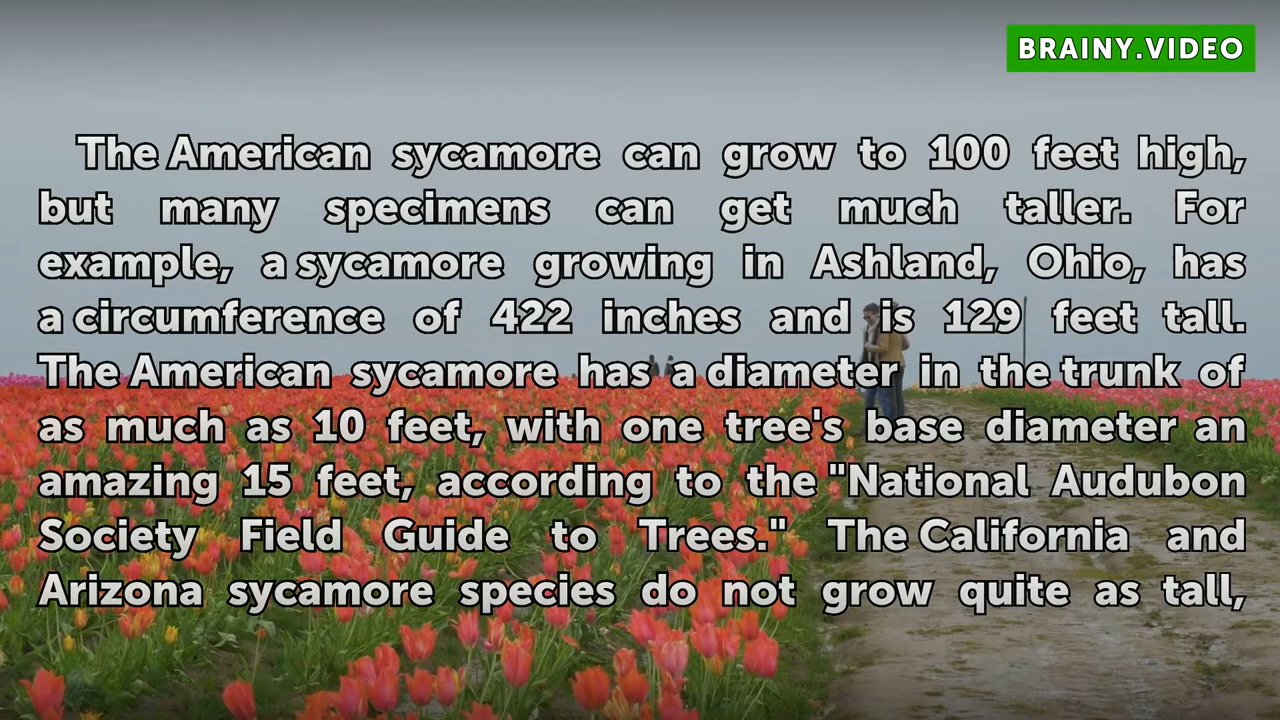 BRAINY.VIDEO
The American sycamore can grow to 100 feet high,
but many specimens can get much taller. For
example, a sycamore growing in Ashland, Ohio, has
a circumference of 422 inches and is 129 feet tall.
The American sycamore has a diameter in the trunk of
as much as 10 feet, with one tree's base diameter an
amazing 15 feet, according to the "National Audubon
Society Field Guide to Trees." The California and
Arizona sycamore species do not grow quite as tall,